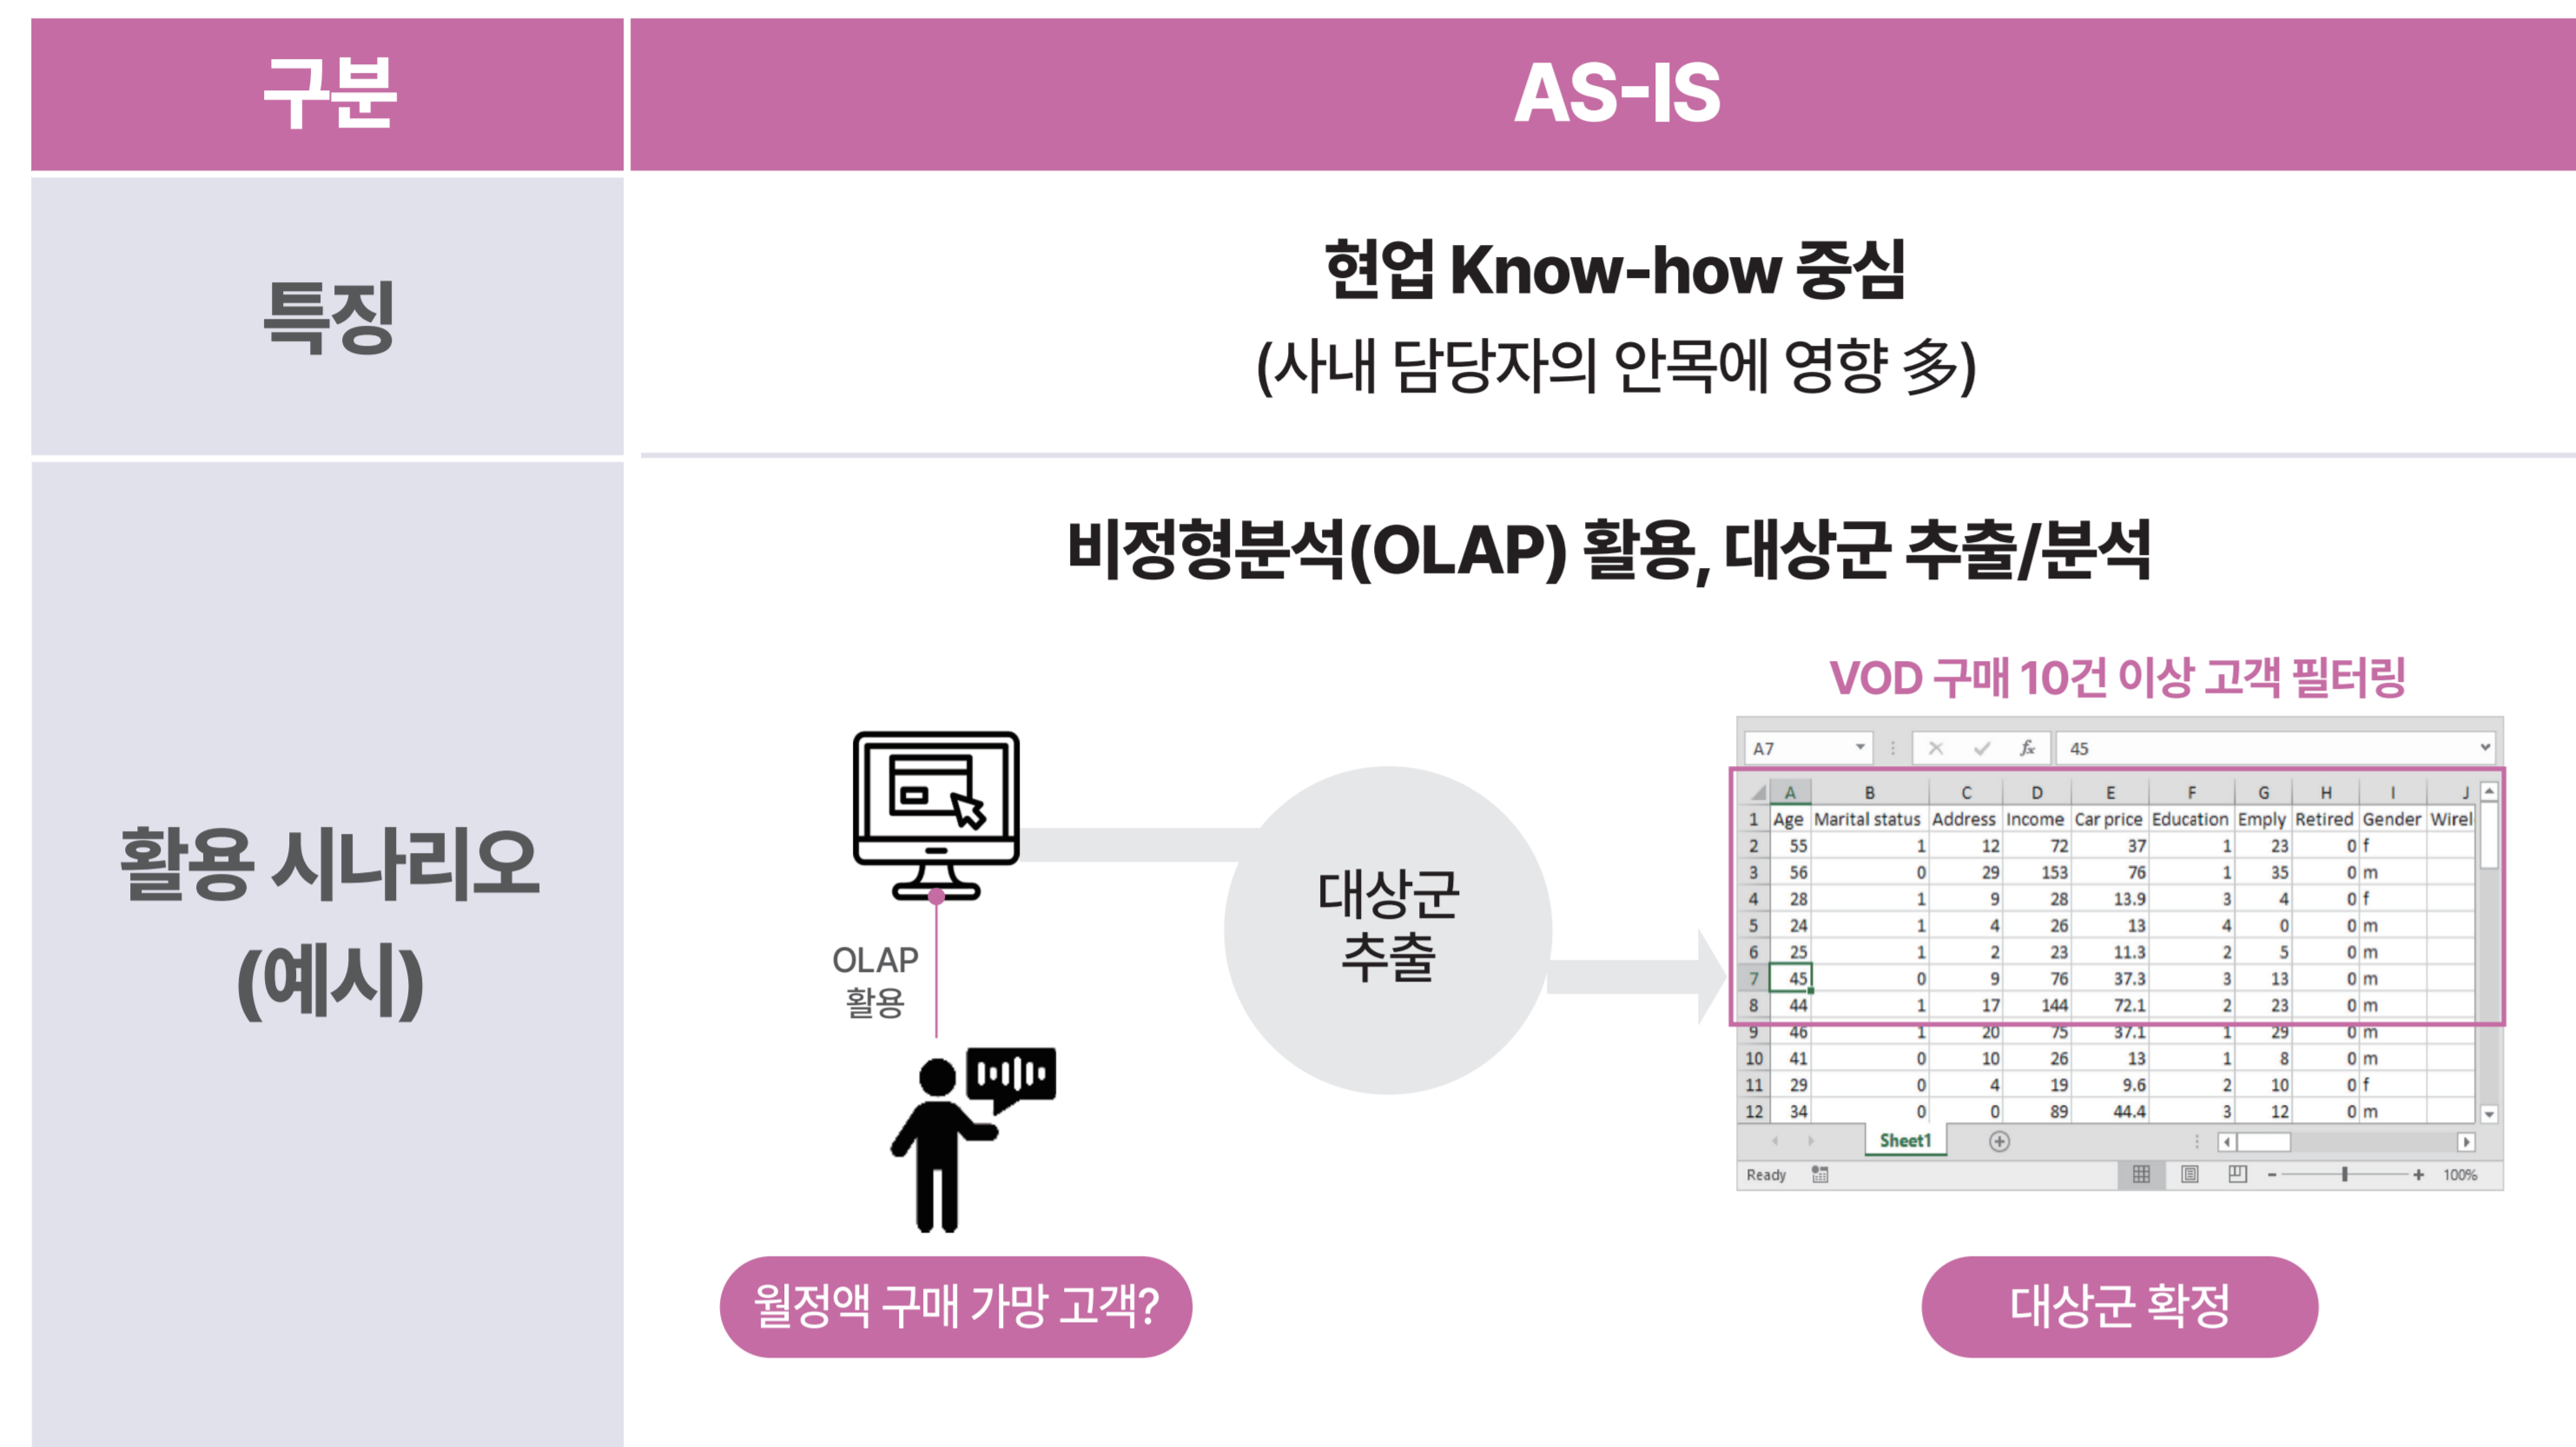 구분
AS-IS
특징
현업 Know-how 중심
(사내 담당자의 안목에 영향 多)
활용 시나리오
(예시)
비정형분석(OLAP) 활용, 대상군 추출/분석
OLAP
활용
월정액 구매 가망 고객?
대상군
추출
VOD 구매 10건 이상 고객 필터링
A7 fx 45
A B C D E F G H I J
1 Age Marital status Address Income Car price Education Emply Retired Gender Wirel
2 55 1 12 72 37 1 23 0 f
3 56 0 29 153 76 1 35 0 m
4 28 1 9 28 13.9 3 4 0 f
5 24 1 4 26 13 4 0 0 m
6 25 1 2 23 11.3 2 5 0 m
7 45 0 9 76 37.3 3 13 0 m
8 44 1 17 144 72.1 2 23 0 m
9 46 1 20 75 37.1 1 29 0 m
10 41 0 10 26 13 1 8 0 m
11 29 0 4 19 9.6 2 10 0 f
12 34 0 0 89 44.4 3 12 0 m
Sheet1
Ready 100%
대상군 확정